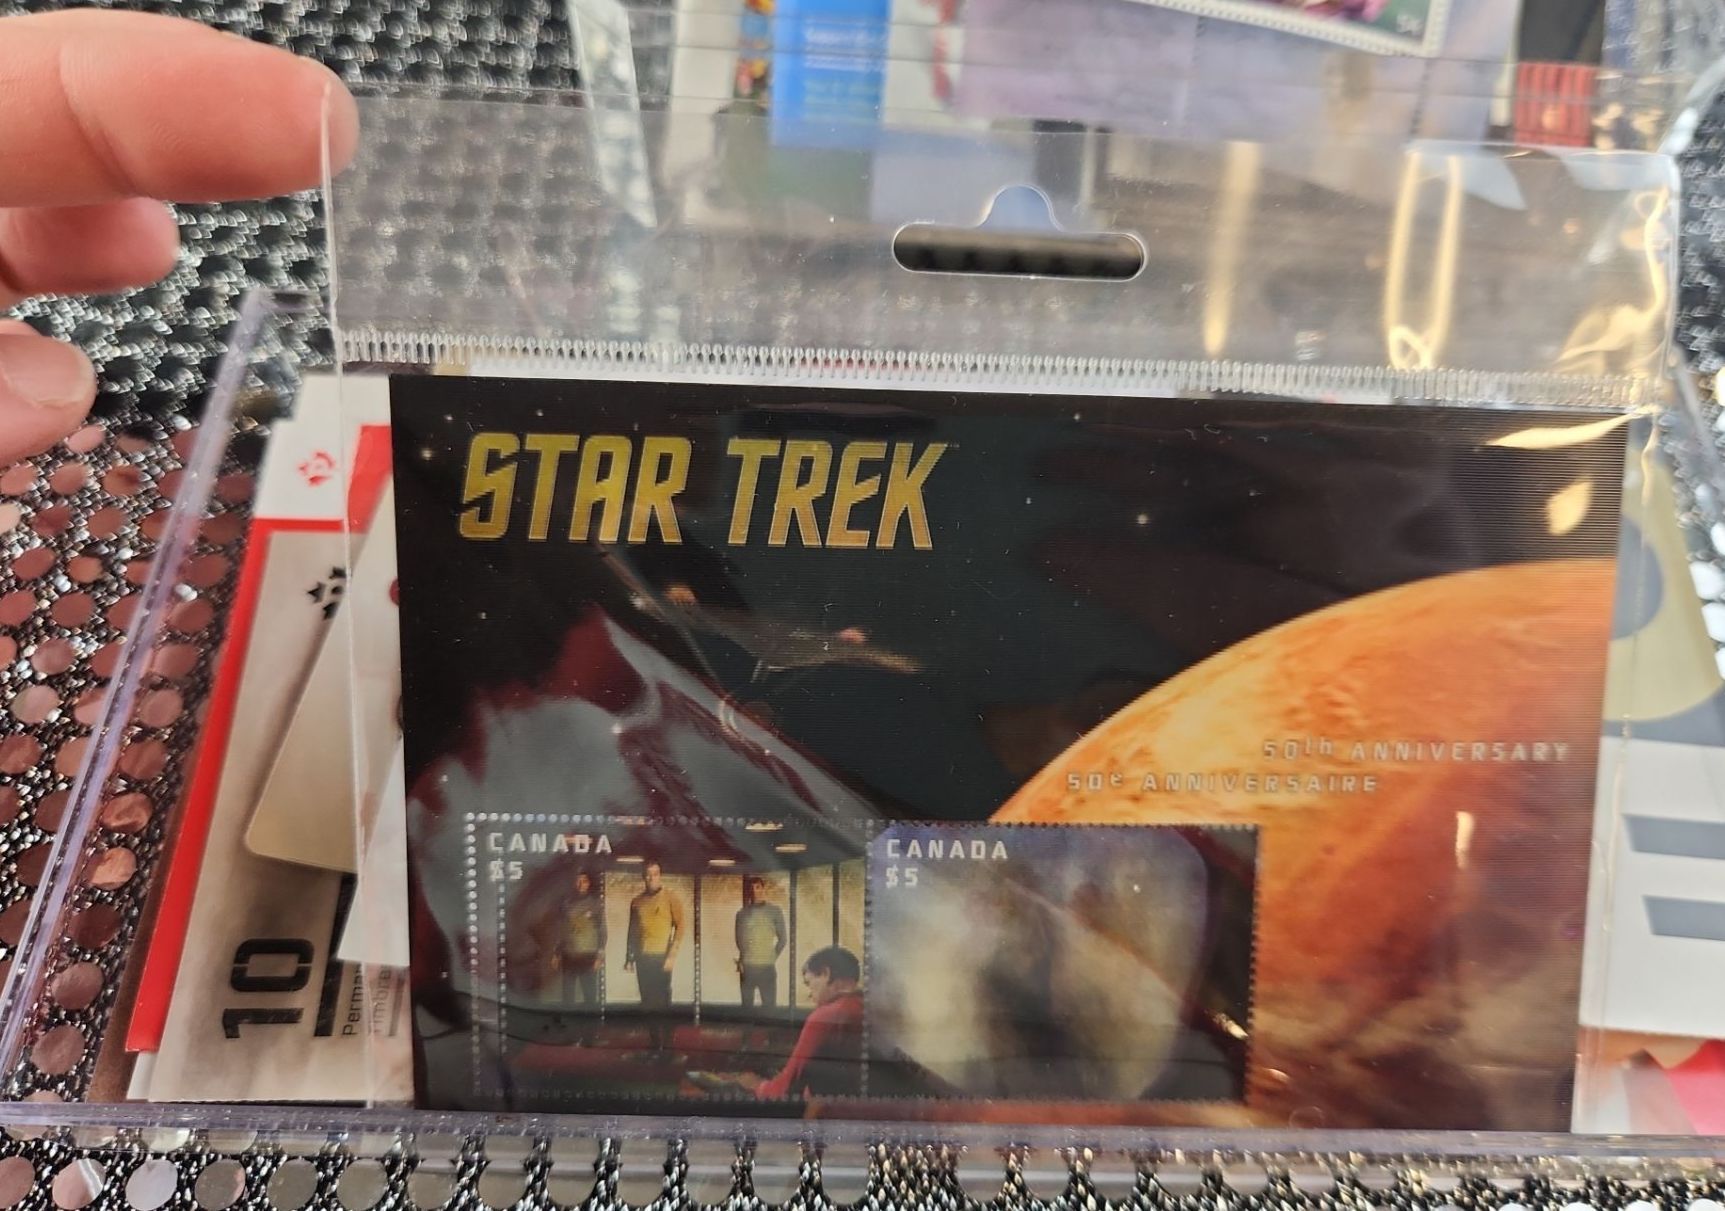 STAR TREK
50th ANNIVERSARY
50e ANNIVERSAIRE
CANADA
$5
CANADA
$5
10